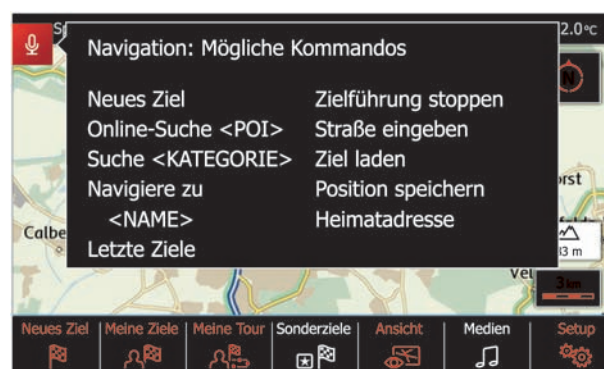 2.0°C
Navigation: Mögliche Kommandos
Neues Ziel
Online-Suche <POI>
Suche <KATEGORIE>
Navigiere zu
<NAME>
Letzte Ziele
Zielführung stoppen
Straße eingeben
Ziel laden
Position speichern
Heimatadresse
N
Calbe
3 km
Neues Ziel
Meine Ziele
Meine Tour
Sonderziele
Ansicht
Medien
Setup